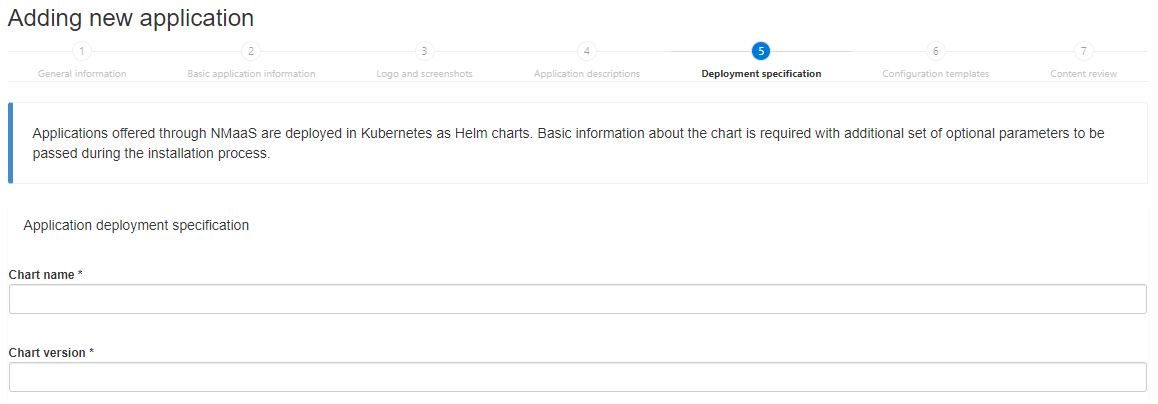 Adding new application
1 2 3 4 5 6 7
General information Basic application information Logo and screenshots Application descriptions Deployment specification Configuration templates Content review
Applications offered through NMaaS are deployed in Kubernetes as Helm charts. Basic information about the chart is required with additional set of optional parameters to be
passed during the installation process.
Application deployment specification
Chart name *
Chart version *